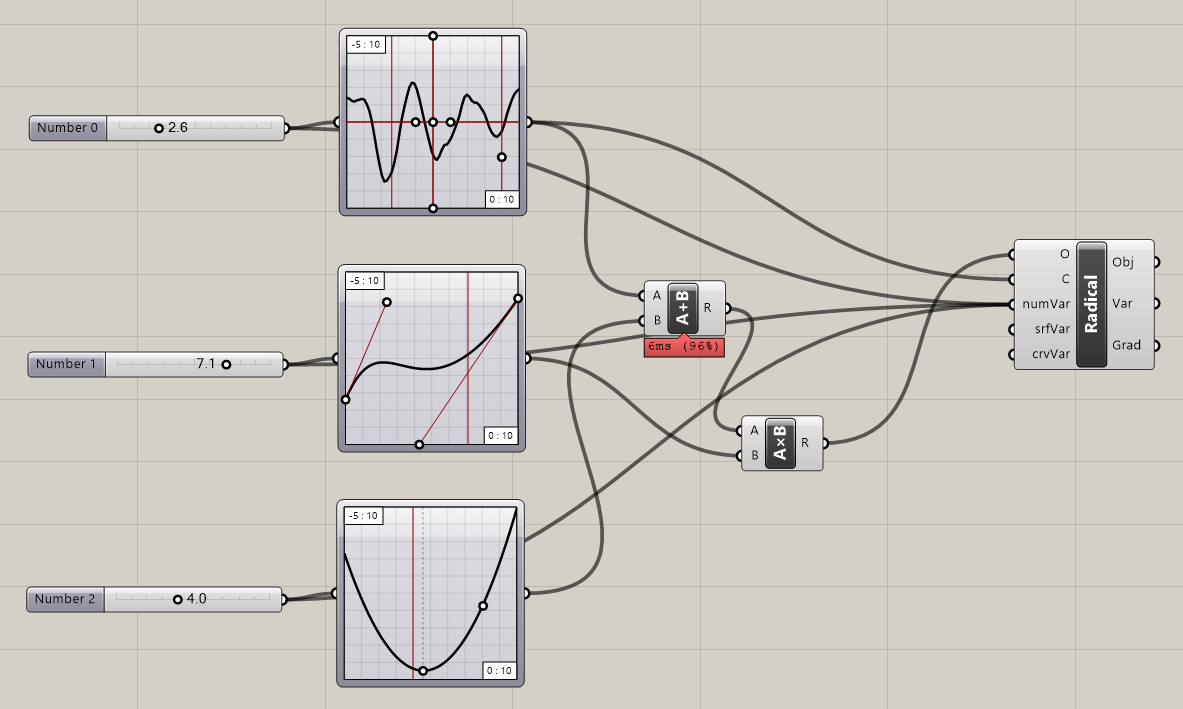 -5 : 10
Number 0
2.6
0 : 10
-5 : 10
Number 1
7.1
0 : 10
-5 : 10
Number 2
4.0
0 : 10
A
B
A+B
R
6ms (96%)
A
B
A×B
R
O
C
numVar
srfVar
crvVar
Radical
Obj
Var
Grad